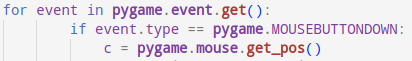 for event in pygame.event.get():
if event.type == pygame.MOUSEBUTTONDOWN:
c = pygame.mouse.get_pos()